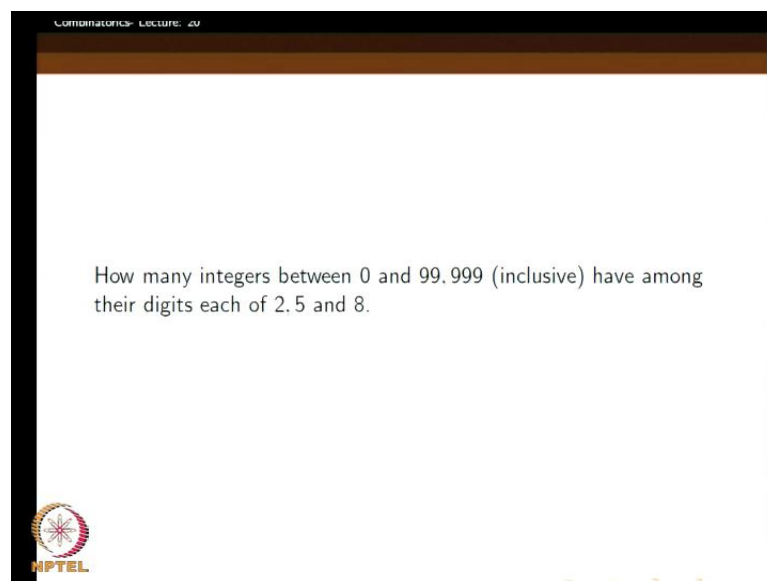 Combinatorics- Lecture: 20
How many integers between 0 and 99.999 (inclusive) have among
their digits each of 2.5 and 8.
NPTEL